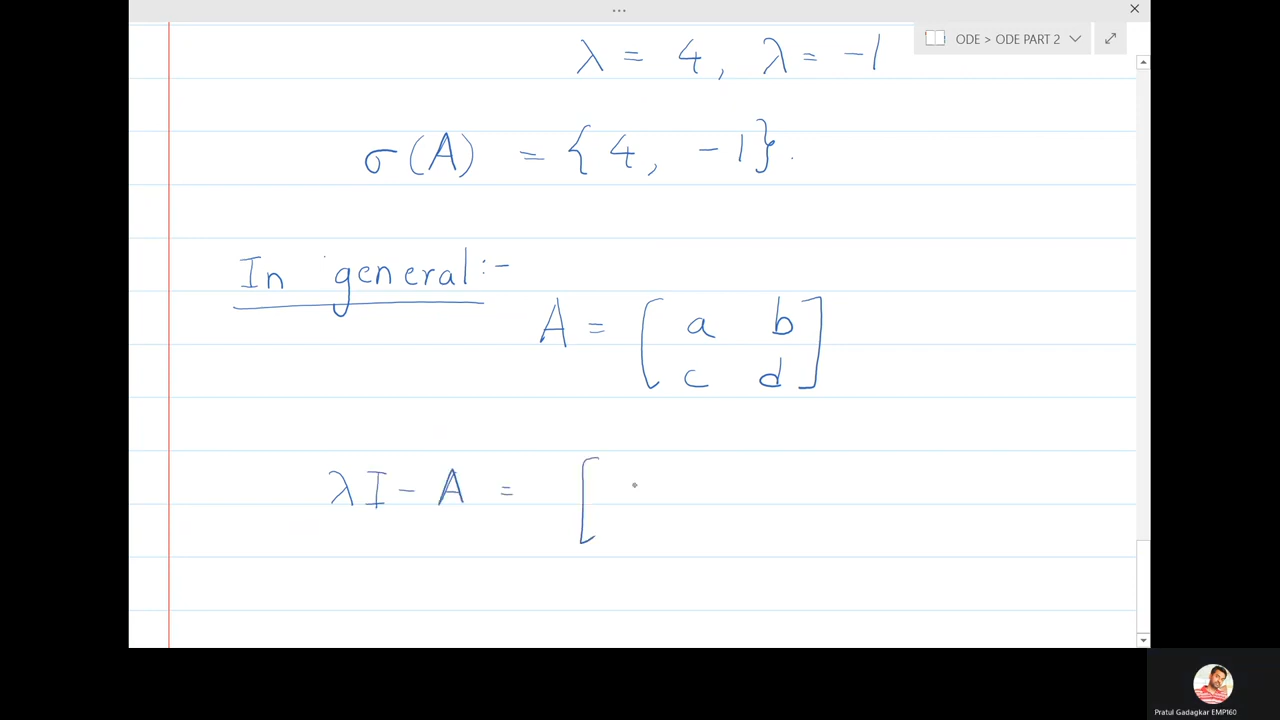 ...
×
ODE > ODE PART 2
λ = 4, λ = -1
σ(A) = {4, -1}.
In general:-
A = [ a b
c d ]
λI - A = [
Pratul Gadagkar EMP160